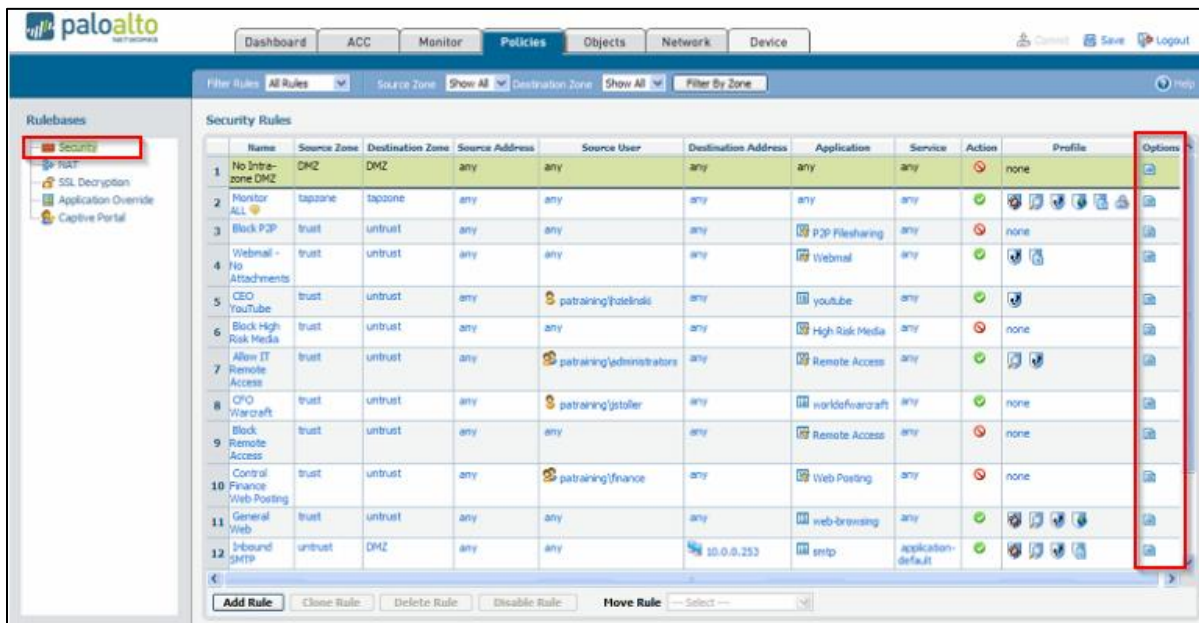 paloalto
NETWORKS
Dashboard ACC Monitor Policies Objects Network Device
Commit Save Logout
Filter Rules All Rules Source Zone Show All Destination Zone Show All Filter By Zone Help
Rulebases
Security
NAT
SSL Decryption
Application Override
Captive Portal
Security Rules
Name Source Zone Destination Zone Source Address Source User Destination Address Application Service Action Profile Options
1 No Intra-zone DMZ DMZ DMZ any any any any any none
2 Monitor ALL tapzone tapzone any any any any any
3 Block P2P trust untrust any any any P2P Filesharing any none
4 Webmail - No Attachments trust untrust any any any Webmail any
5 CEO YouTube trust untrust any patraining\hzielinski any youtube any
6 Block High Risk Media trust untrust any any any High Risk Media any none
7 Allow IT Remote Access trust untrust any patraining\administrators any Remote Access any
8 CFO Warcraft trust untrust any patraining\jstoller any worldofwarcraft any none
9 Block Remote Access trust untrust any any any Remote Access any none
10 Control Finance Web Posting trust untrust any patraining\finance any Web Posting any none
11 General Web trust untrust any any any web-browsing any
12 Inbound SMTP untrust DMZ any any 10.0.0.253 smtp application-default
Add Rule Clone Rule Delete Rule Disable Rule Move Rule --- Select ---